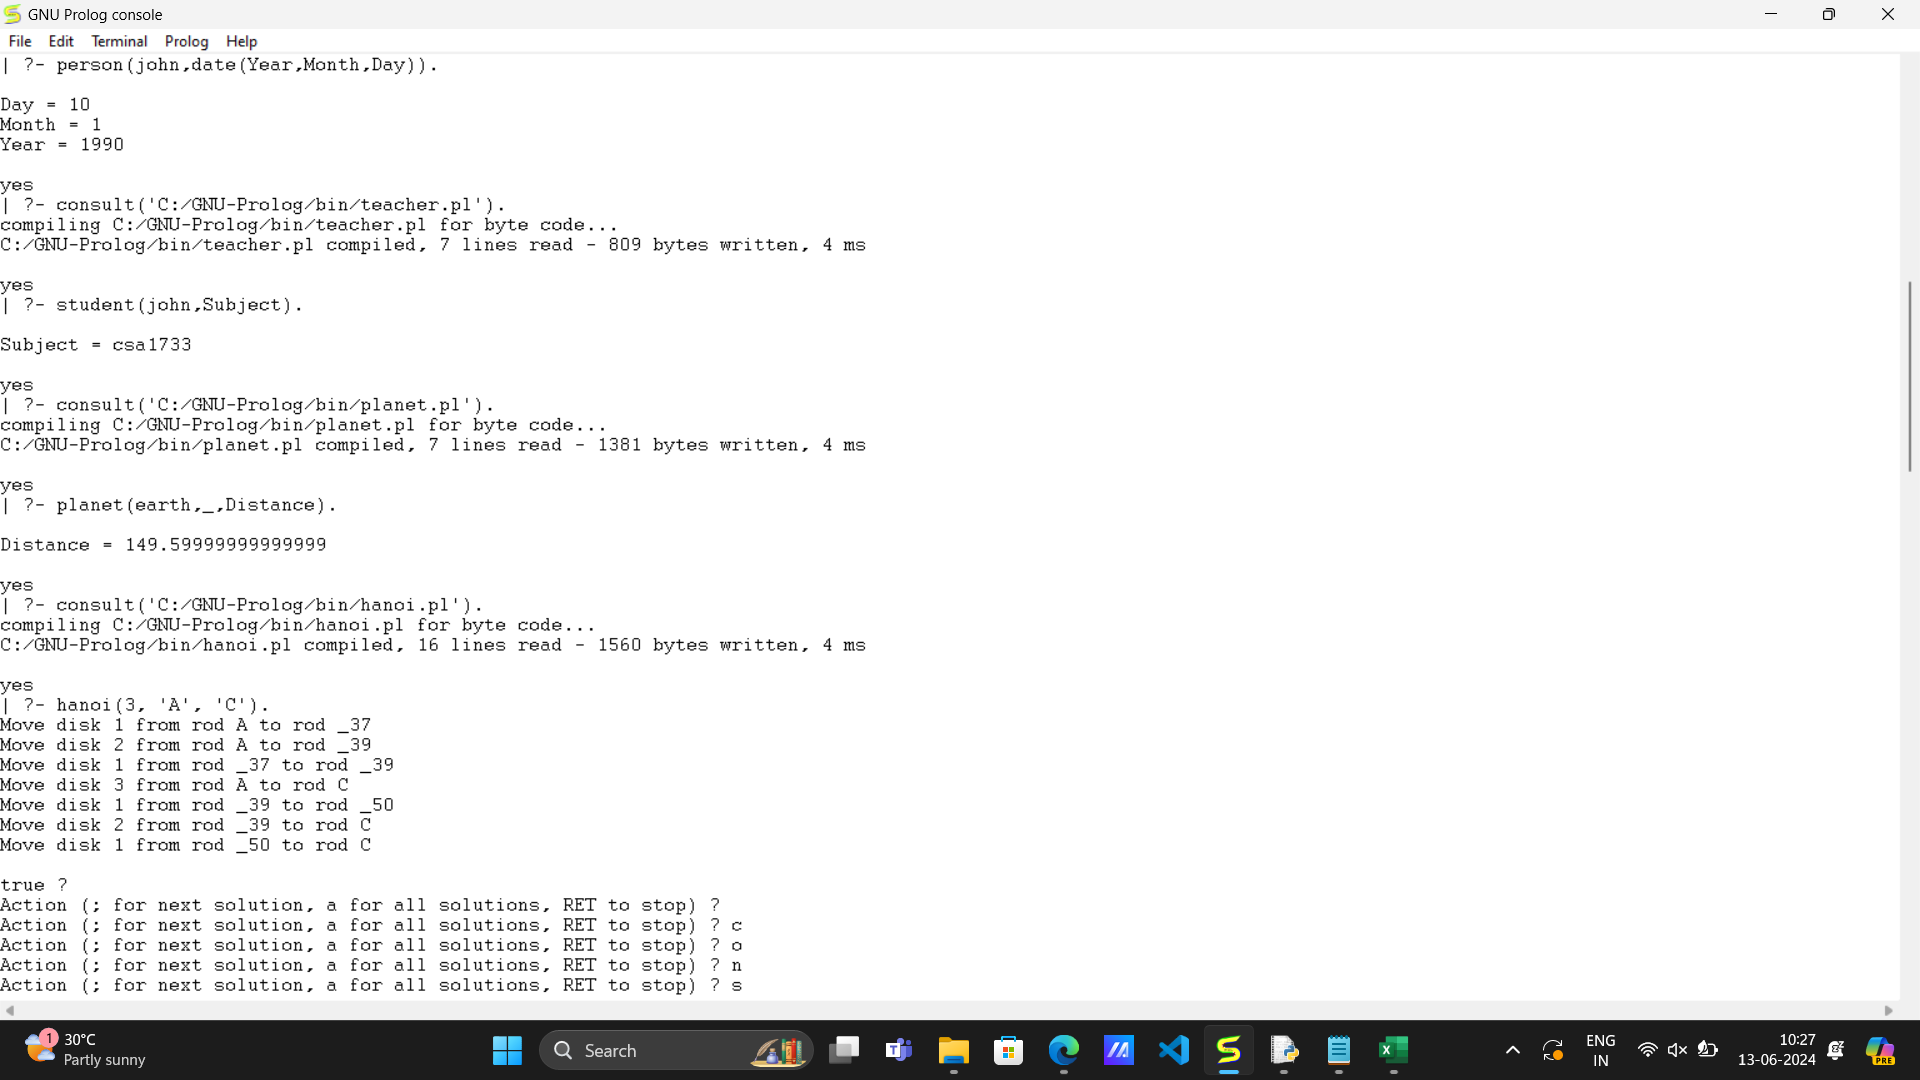 GNU Prolog console
File Edit Terminal Prolog Help
| ?- person(john,date(Year,Month,Day)).
Day = 10
Month = 1
Year = 1990
yes
| ?- consult('C:/GNU-Prolog/bin/teacher.pl').
compiling C:/GNU-Prolog/bin/teacher.pl for byte code...
C:/GNU-Prolog/bin/teacher.pl compiled, 7 lines read - 809 bytes written, 4 ms
yes
| ?- student(john,Subject).
Subject = csa1733
yes
| ?- consult('C:/GNU-Prolog/bin/planet.pl').
compiling C:/GNU-Prolog/bin/planet.pl for byte code...
C:/GNU-Prolog/bin/planet.pl compiled, 7 lines read - 1381 bytes written, 4 ms
yes
| ?- planet(earth,_,Distance).
Distance = 149.59999999999999
yes
| ?- consult('C:/GNU-Prolog/bin/hanoi.pl').
compiling C:/GNU-Prolog/bin/hanoi.pl for byte code...
C:/GNU-Prolog/bin/hanoi.pl compiled, 16 lines read - 1560 bytes written, 4 ms
yes
| ?- hanoi(3, 'A', 'C').
Move disk 1 from rod A to rod _37
Move disk 2 from rod A to rod _39
Move disk 1 from rod _37 to rod _39
Move disk 3 from rod A to rod C
Move disk 1 from rod _39 to rod _50
Move disk 2 from rod _39 to rod C
Move disk 1 from rod _50 to rod C
true ?
Action (; for next solution, a for all solutions, RET to stop) ?
Action (; for next solution, a for all solutions, RET to stop) ? c
Action (; for next solution, a for all solutions, RET to stop) ? o
Action (; for next solution, a for all solutions, RET to stop) ? n
Action (; for next solution, a for all solutions, RET to stop) ? s
1
30°C
Partly sunny
Search
ENG
IN
10:27
13-06-2024
PRE